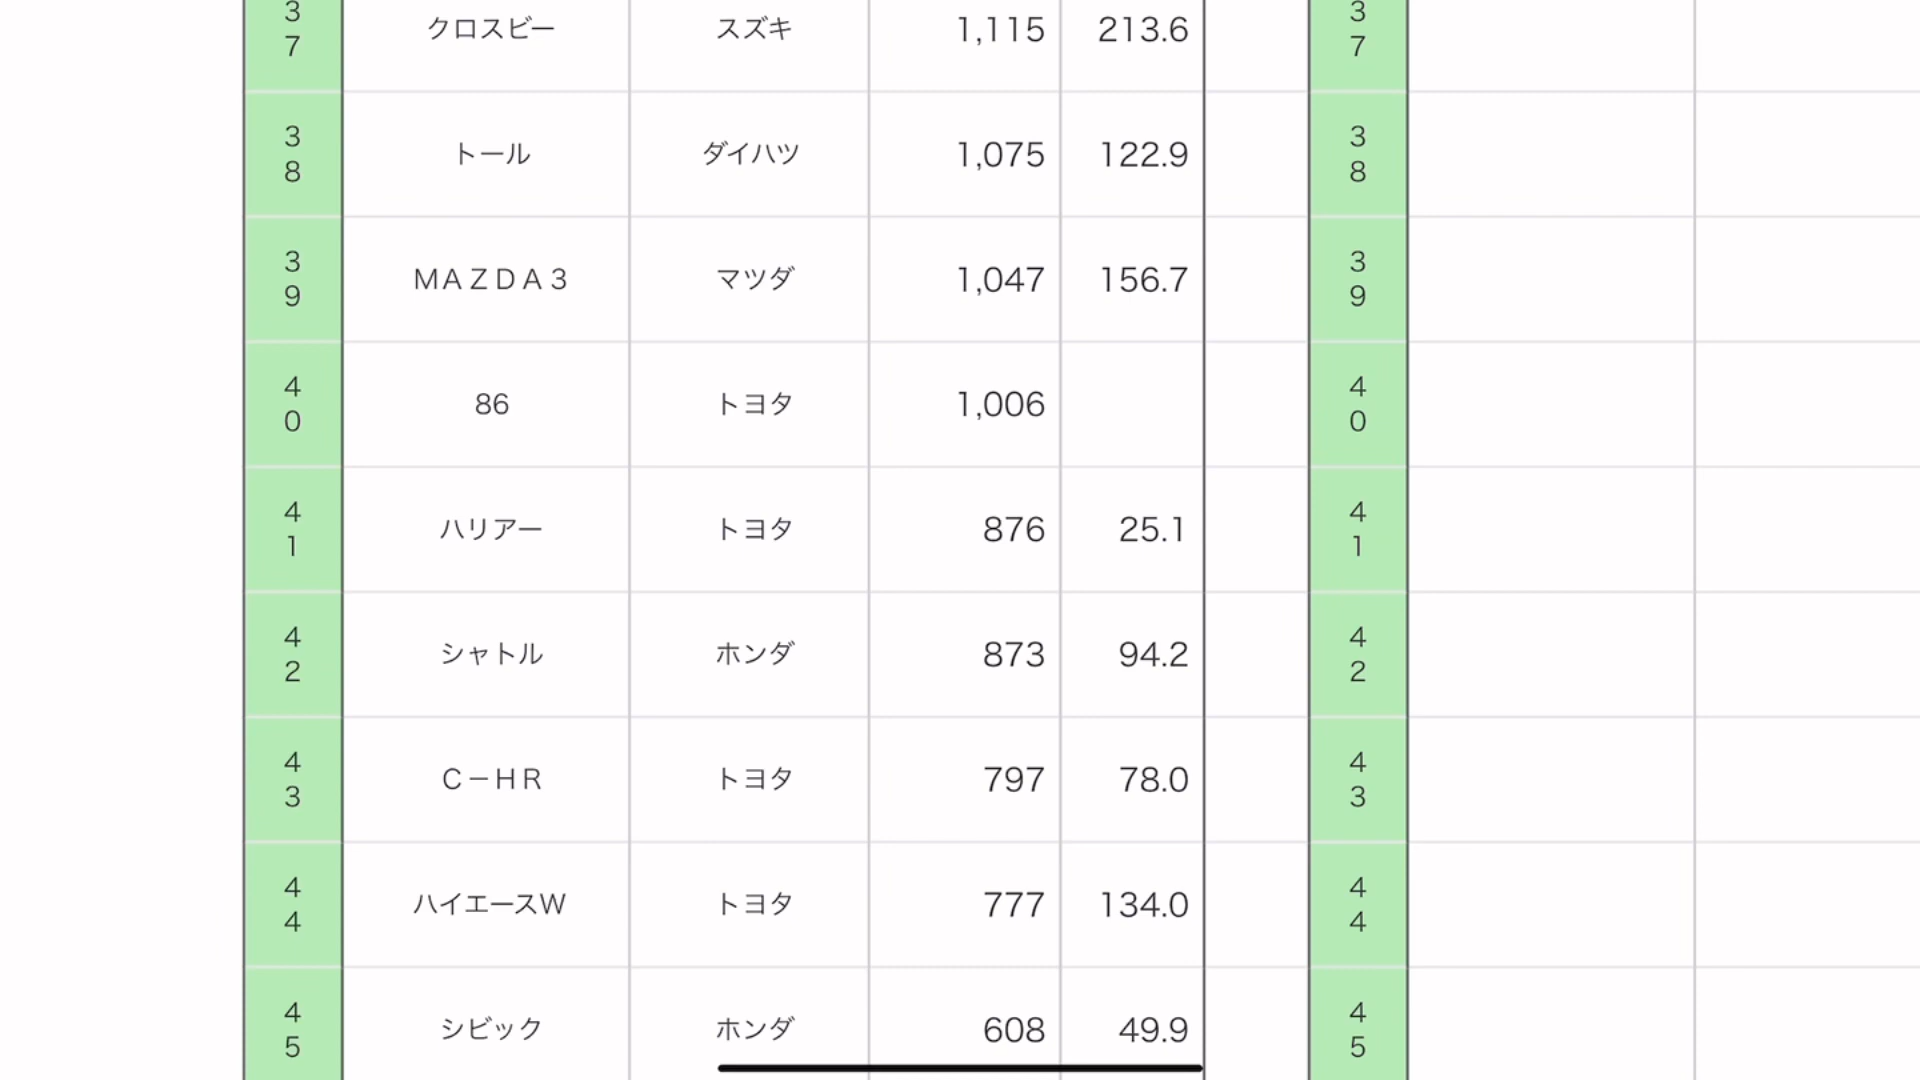 37 クロスビー スズキ 1,115 213.6 37
38 トール ダイハツ 1,075 122.9 38
39 ＭＡＺＤＡ３ マツダ 1,047 156.7 39
40 86 トヨタ 1,006 40
41 ハリアー トヨタ 876 25.1 41
42 シャトル ホンダ 873 94.2 42
43 Ｃ－ＨＲ トヨタ 797 78.0 43
44 ハイエースW トヨタ 777 134.0 44
45 シビック ホンダ 608 49.9 45